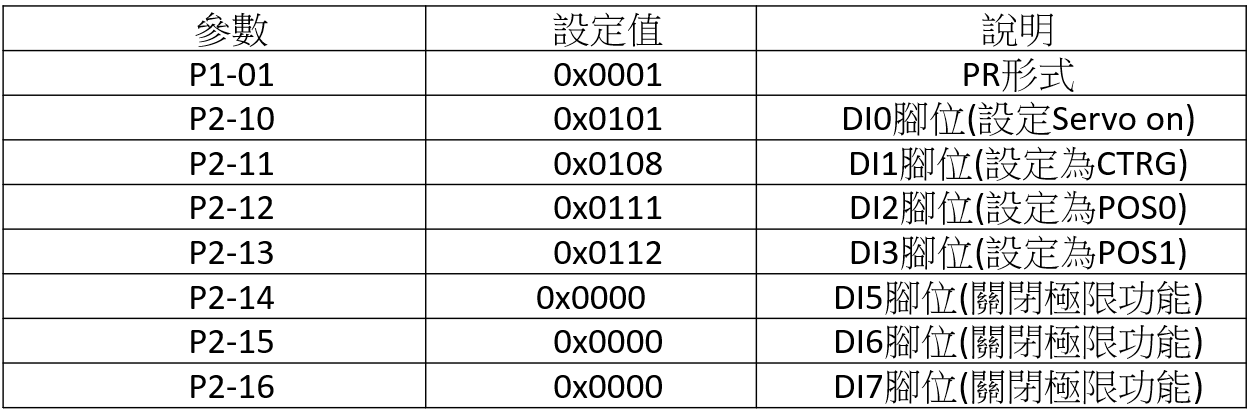 參數 設定值 說明
P1-01 0x0001 PR形式
P2-10 0x0101 DI0腳位(設定Servo on)
P2-11 0x0108 DI1腳位(設定為CTRG)
P2-12 0x0111 DI2腳位(設定為POS0)
P2-13 0x0112 DI3腳位(設定為POS1)
P2-14 0x0000 DI5腳位(關閉極限功能)
P2-15 0x0000 DI6腳位(關閉極限功能)
P2-16 0x0000 DI7腳位(關閉極限功能)